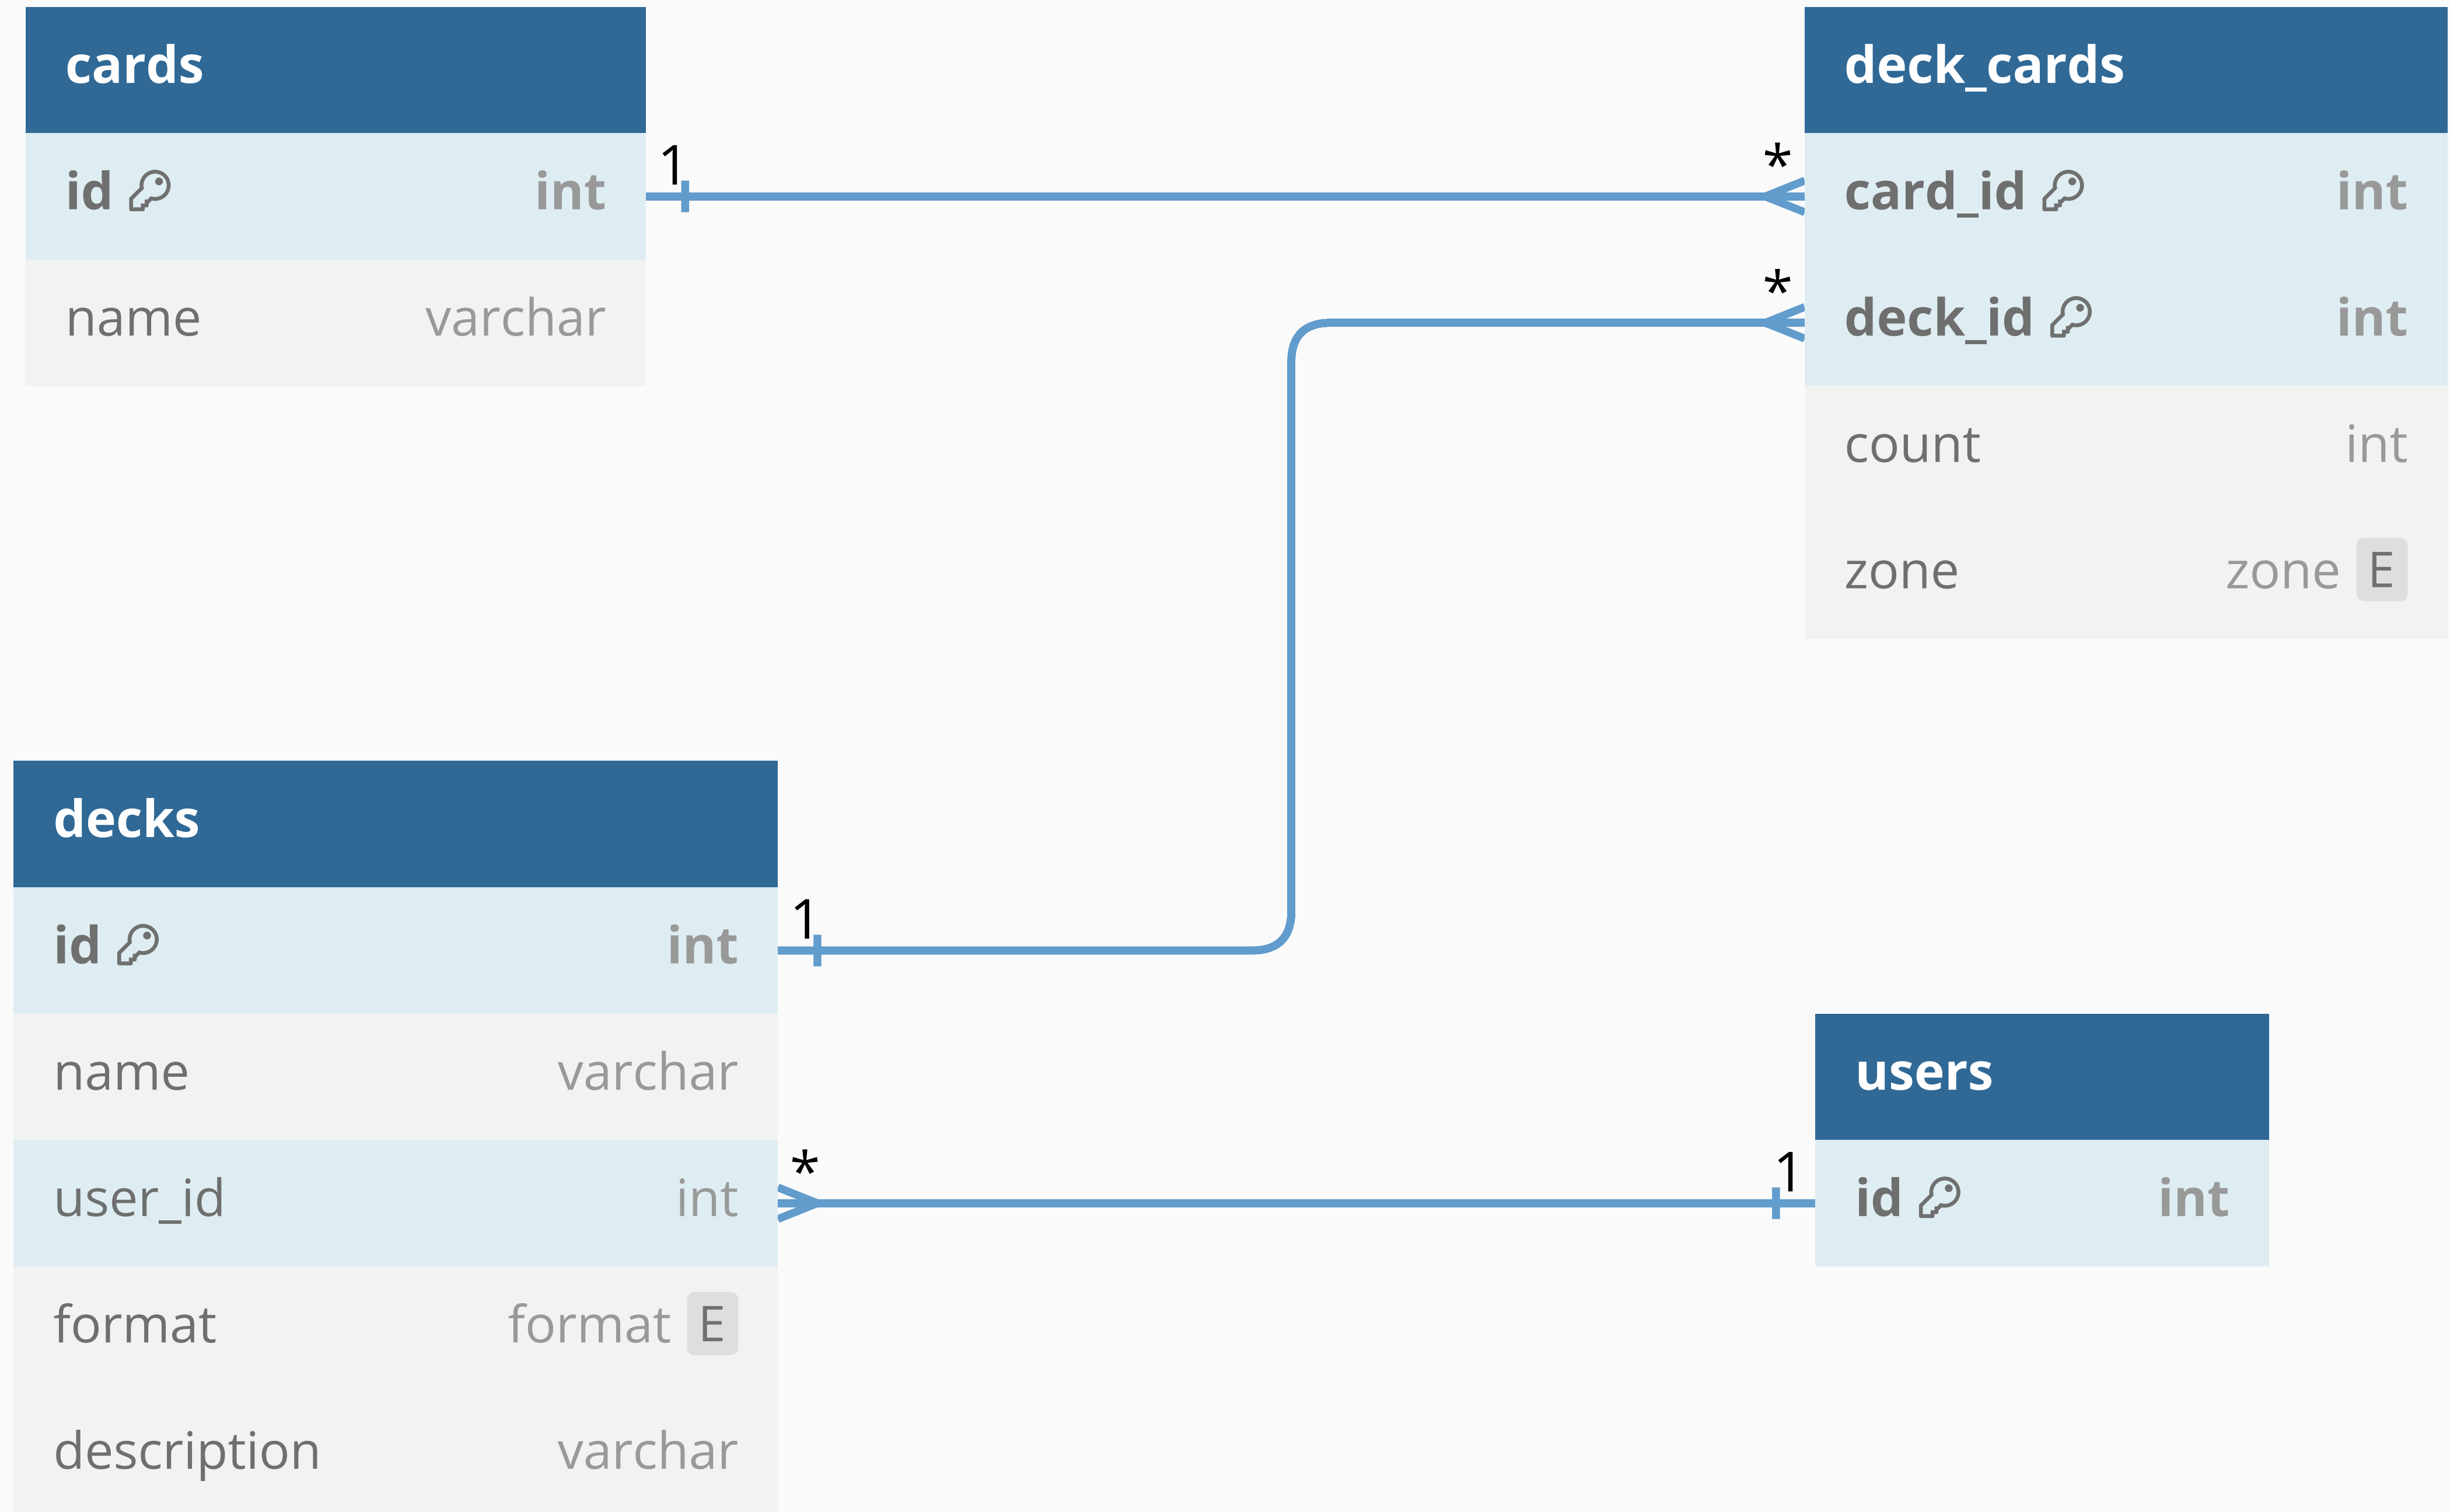 cards
id int
name varchar
1
*
*
deck_cards
card_id int
deck_id int
count int
zone zone E
decks
id int
name varchar
user_id int
format format E
description varchar
1
*
1
users
id int